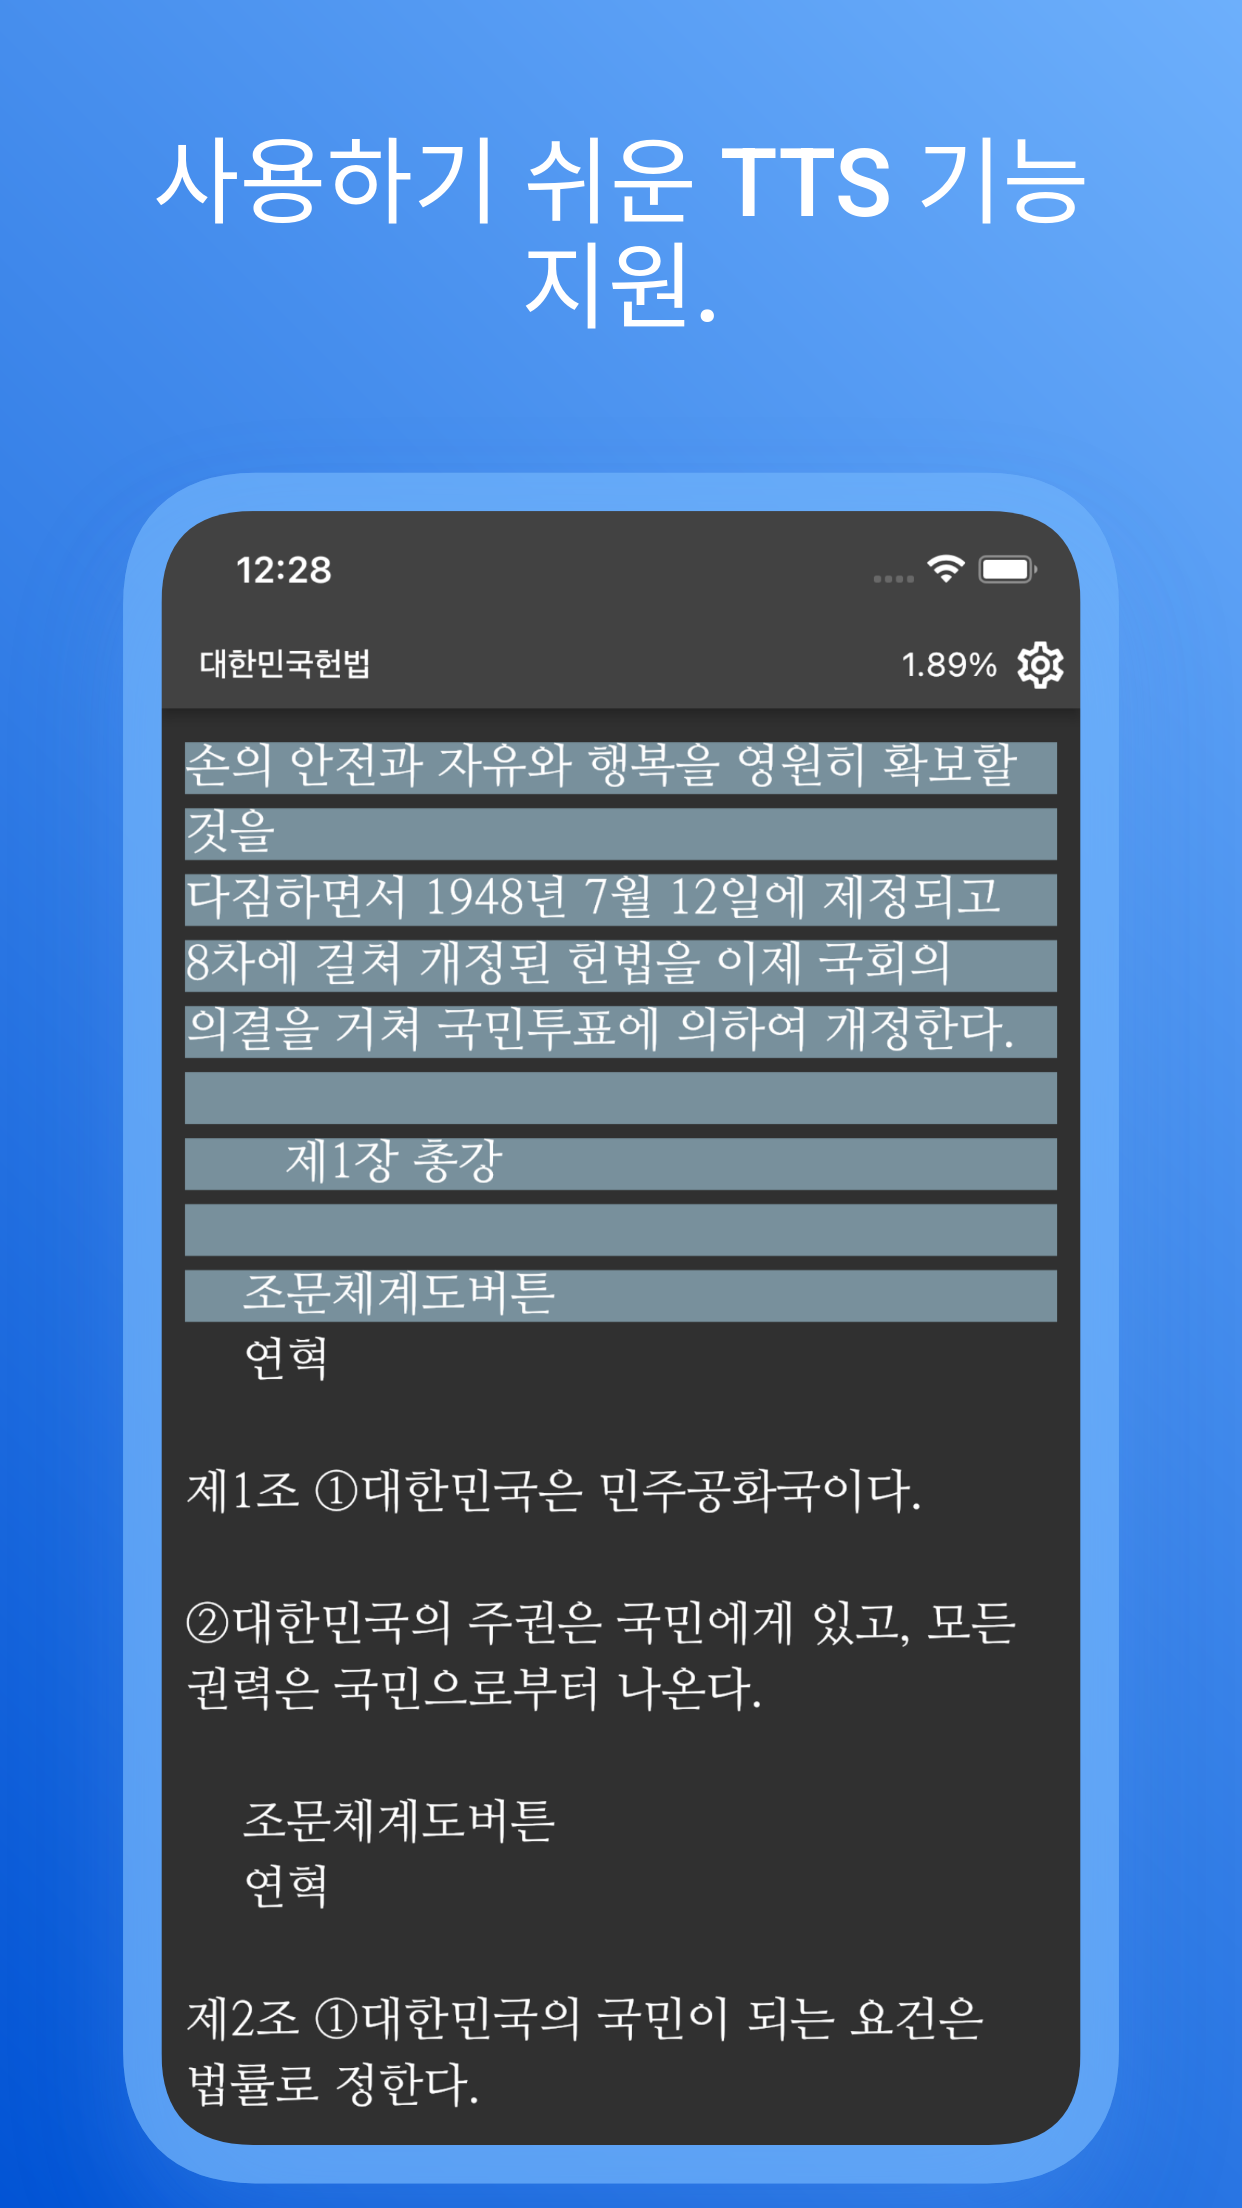 사용하기 쉬운 TTS 기능
지원.
12:28
대한민국헌법
1.89%
손의 안전과 자유와 행복을 영원히 확보할
것을
다짐하면서 1948년 7월 12일에 제정되고
8차에 걸쳐 개정된 헌법을 이제 국회의
의결을 거쳐 국민투표에 의하여 개정한다.
제1장 총강
조문체계도버튼
연혁
제1조 ①대한민국은 민주공화국이다.
②대한민국의 주권은 국민에게 있고, 모든
권력은 국민으로부터 나온다.
조문체계도버튼
연혁
제2조 ①대한민국의 국민이 되는 요건은
법률로 정한다.